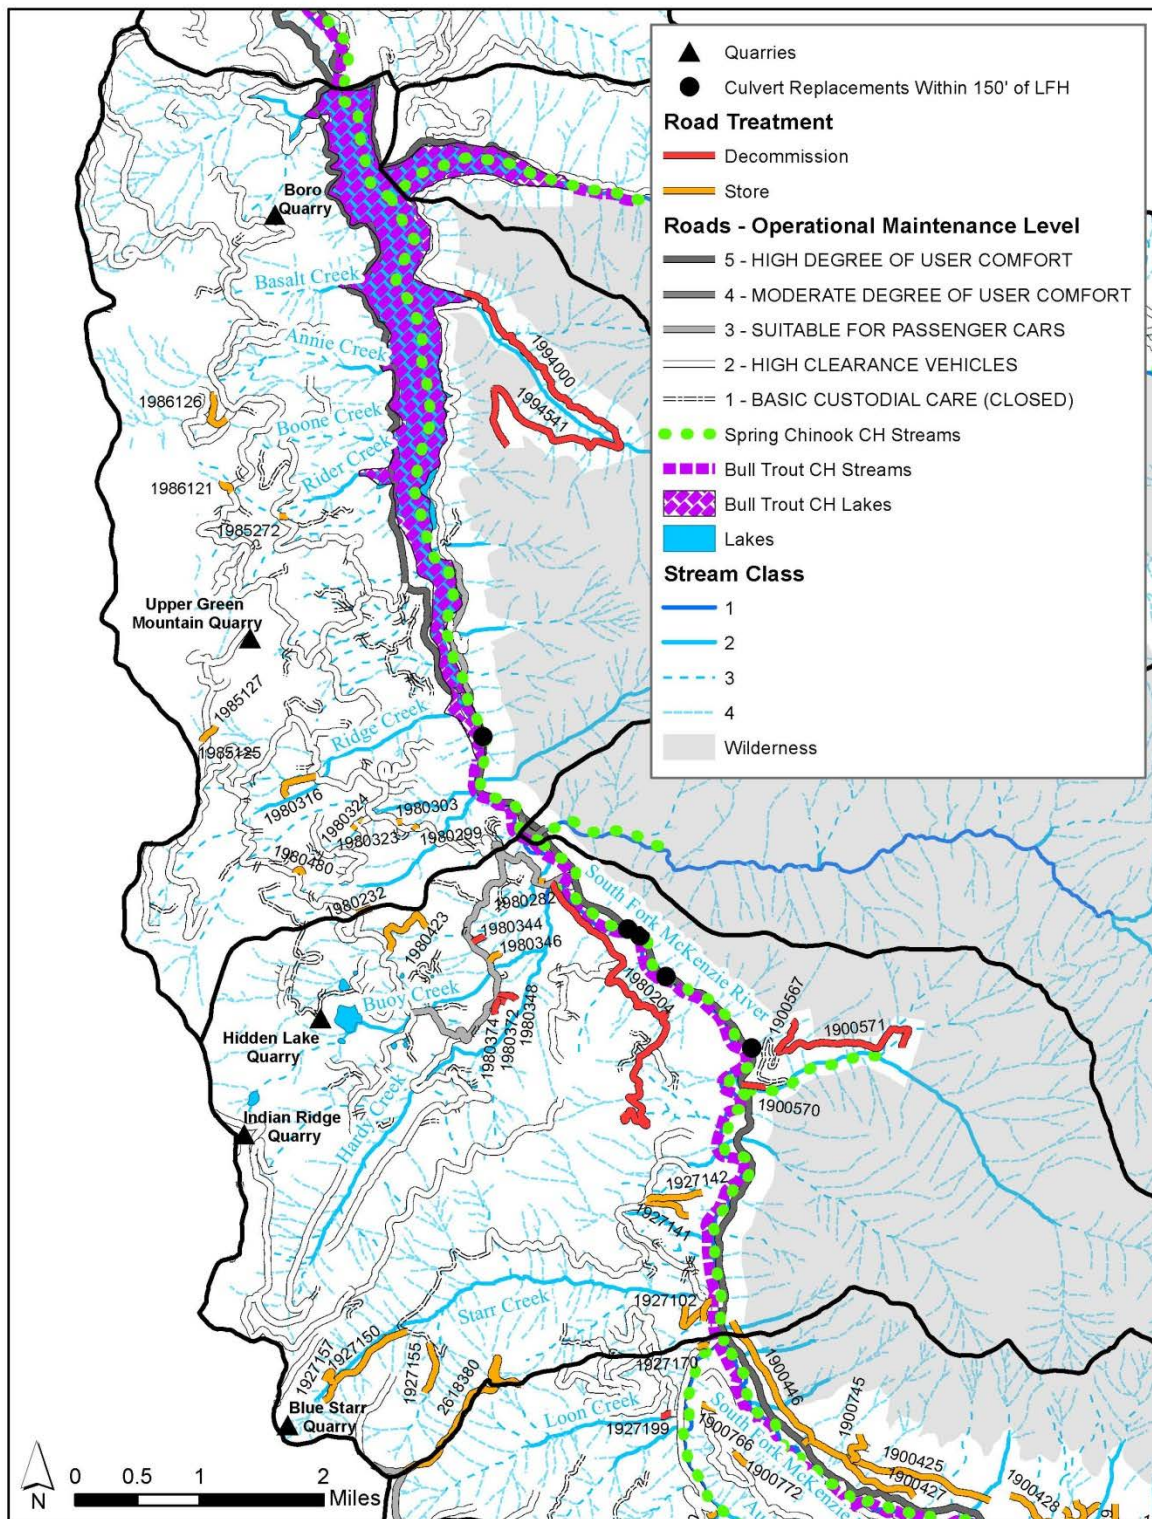 Quarries
Culvert Replacements Within 150' of LFH
Road Treatment
Decommission
Store
Roads - Operational Maintenance Level
5 - HIGH DEGREE OF USER COMFORT
4 - MODERATE DEGREE OF USER COMFORT
3 - SUITABLE FOR PASSENGER CARS
2 - HIGH CLEARANCE VEHICLES
1 - BASIC CUSTODIAL CARE (CLOSED)
Spring Chinook CH Streams
Bull Trout CH Streams
Bull Trout CH Lakes
Lakes
Stream Class
1
2
3
4
Wilderness
Boro
Quarry
Basalt Creek
Annie Creek
1994000
1994541
1986126
Boone Creek
Rider Creek
1986121
1985272
Upper Green
Mountain Quarry
1985127
Ridge Creek
1985125
1980316
1980324
1980303
1980323
1980299
1980480
1980232
1980282
South Fork McKenzie River
1980423
1980344
1980346
1980204
Buoy Creek
1980348
1980372
1980374
1900567
1900571
1900570
Hidden Lake
Quarry
Indian Ridge
Quarry
Hardy Creek
1927142
1927141
1927102
Starr Creek
1927157
1927150
1927155
2618380
1927170
1900446
1900745
Blue Starr
Quarry
Loon Creek
1927199
1900766
1900772
South Fork McKenzie
1900425
1900427
1900428
N
0 0.5 1 2
Miles